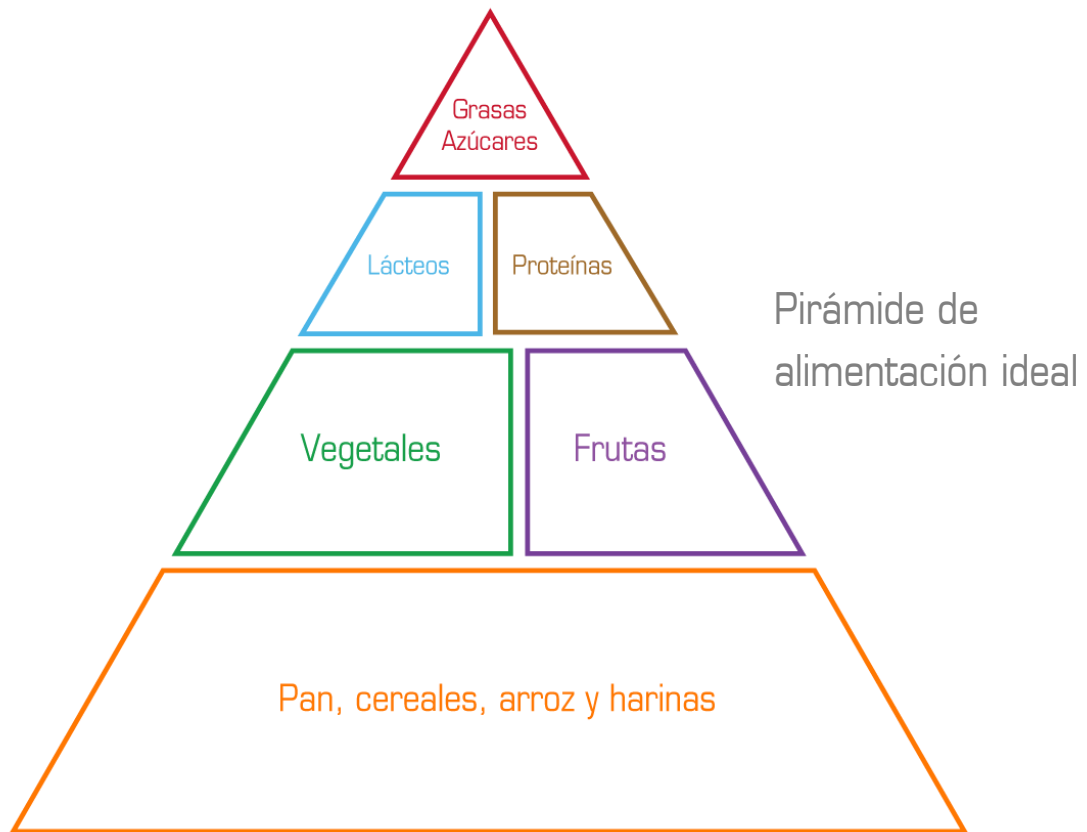 Grasas
Azúcares
Lácteos
Proteínas
Pirámide de
alimentación ideal
Vegetales
Frutas
Pan, cereales, arroz y harinas